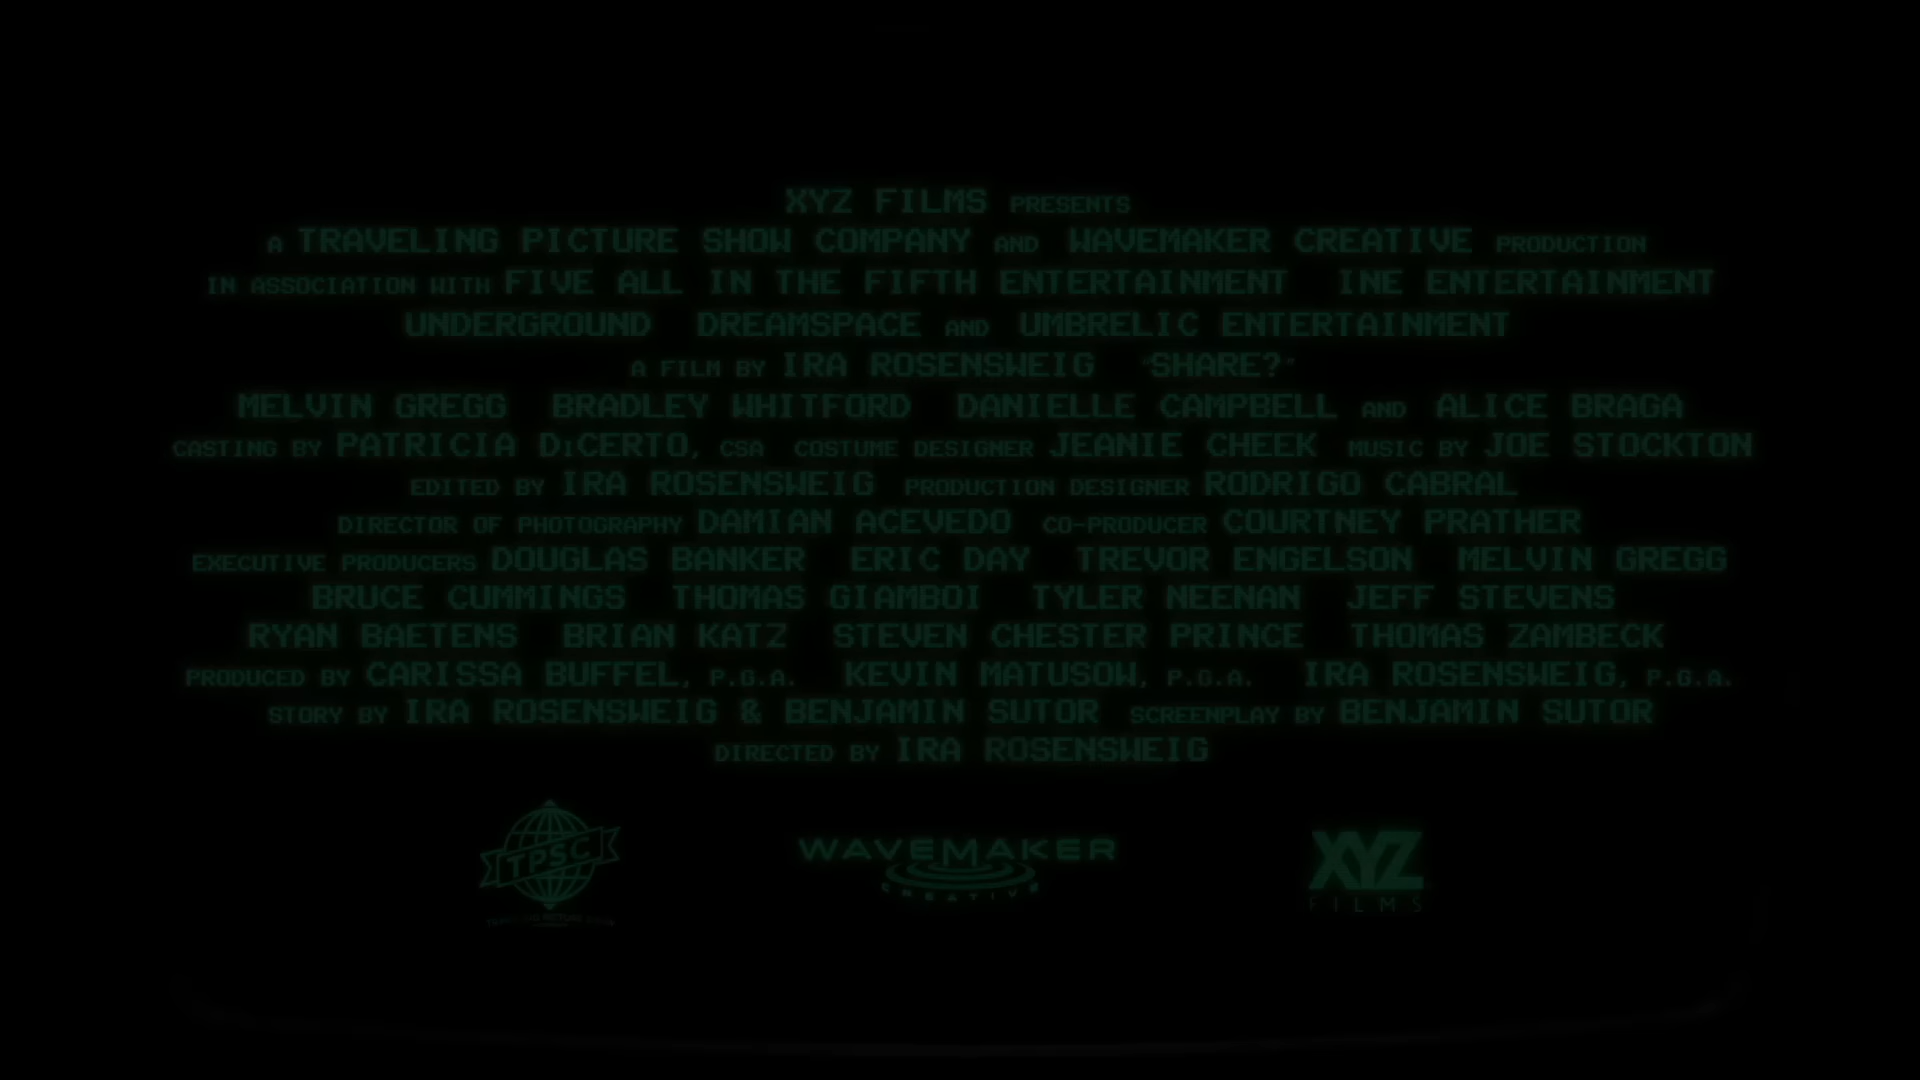 XYZ FILMS PRESENTS
A TRAVELING PICTURE SHOW COMPANY AND WAVEMAKER CREATIVE PRODUCTION
IN ASSOCIATION WITH FIVE ALL IN THE FIFTH ENTERTAINMENT INE ENTERTAINMENT
UNDERGROUND DREAMSPACE AND UMBRELIC ENTERTAINMENT
A FILM BY IRA ROSENSWEIG "SHARE?"
MELVIN GREGG BRADLEY WHITFORD DANIELLE CAMPBELL AND ALICE BRAGA
CASTING BY PATRICIA DiCERTO, CSA COSTUME DESIGNER JEANIE CHEEK MUSIC BY JOE STOCKTON
EDITED BY IRA ROSENSWEIG PRODUCTION DESIGNER RODRIGO CABRAL
DIRECTOR OF PHOTOGRAPHY DAMIAN ACEVEDO CO-PRODUCER COURTNEY PRATHER
EXECUTIVE PRODUCERS DOUGLAS BANKER ERIC DAY TREVOR ENGELSON MELVIN GREGG
BRUCE CUMMINGS THOMAS GIAMBOI TYLER NEENAN JEFF STEVENS
RYAN BAETENS BRIAN KATZ STEVEN CHESTER PRINCE THOMAS ZAMBECK
PRODUCED BY CARISSA BUFFEL, P.G.A. KEVIN MATUSOW, P.G.A. IRA ROSENSWEIG, P.G.A.
STORY BY IRA ROSENSWEIG & BENJAMIN SUTOR SCREENPLAY BY BENJAMIN SUTOR
DIRECTED BY IRA ROSENSWEIG
TPSC
WAVEMAKER
CREATIVE
XYZ
FILMS